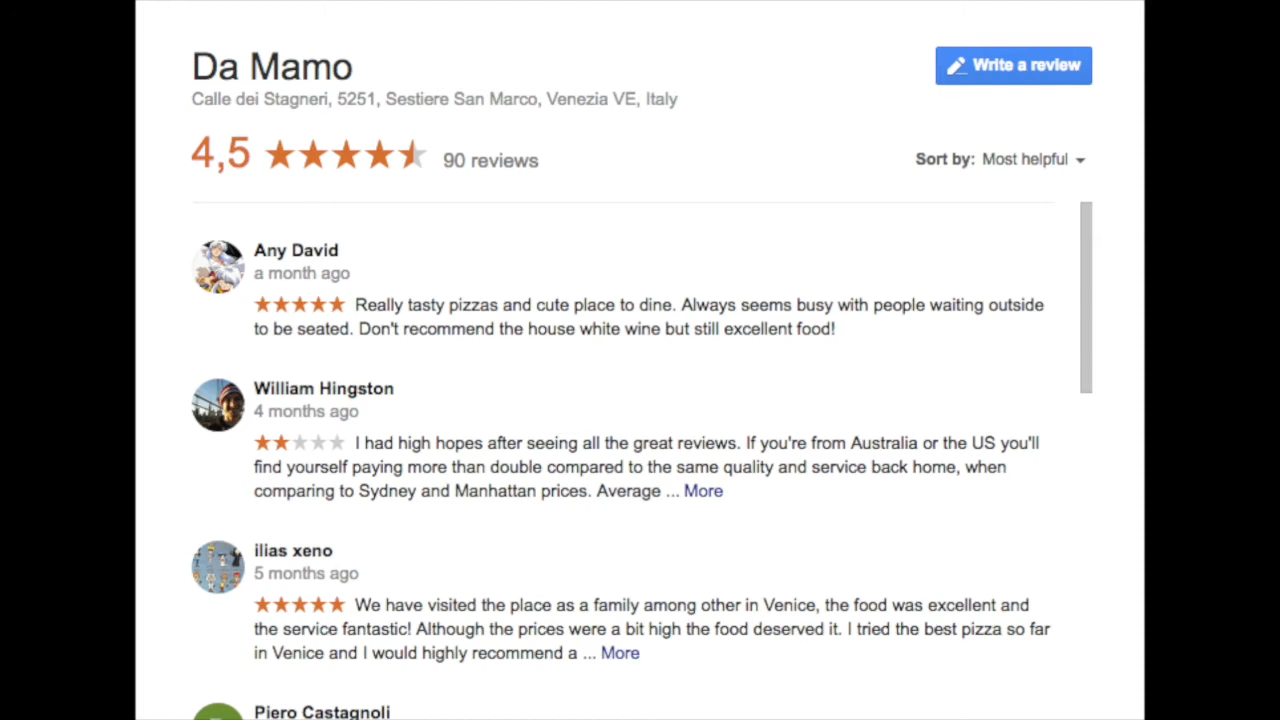 Da Mamo
Write a review
Calle dei Stagneri, 5251, Sestiere San Marco, Venezia VE, Italy
4,5 90 reviews
Sort by: Most helpful
Any David
a month ago
Really tasty pizzas and cute place to dine. Always seems busy with people waiting outside
to be seated. Don't recommend the house white wine but still excellent food!
William Hingston
4 months ago
I had high hopes after seeing all the great reviews. If you're from Australia or the US you'll
find yourself paying more than double compared to the same quality and service back home, when
comparing to Sydney and Manhattan prices. Average ... More
ilias xeno
5 months ago
We have visited the place as a family among other in Venice, the food was excellent and
the service fantastic! Although the prices were a bit high the food deserved it. I tried the best pizza so far
in Venice and I would highly recommend a ... More
Piero Castagnoli